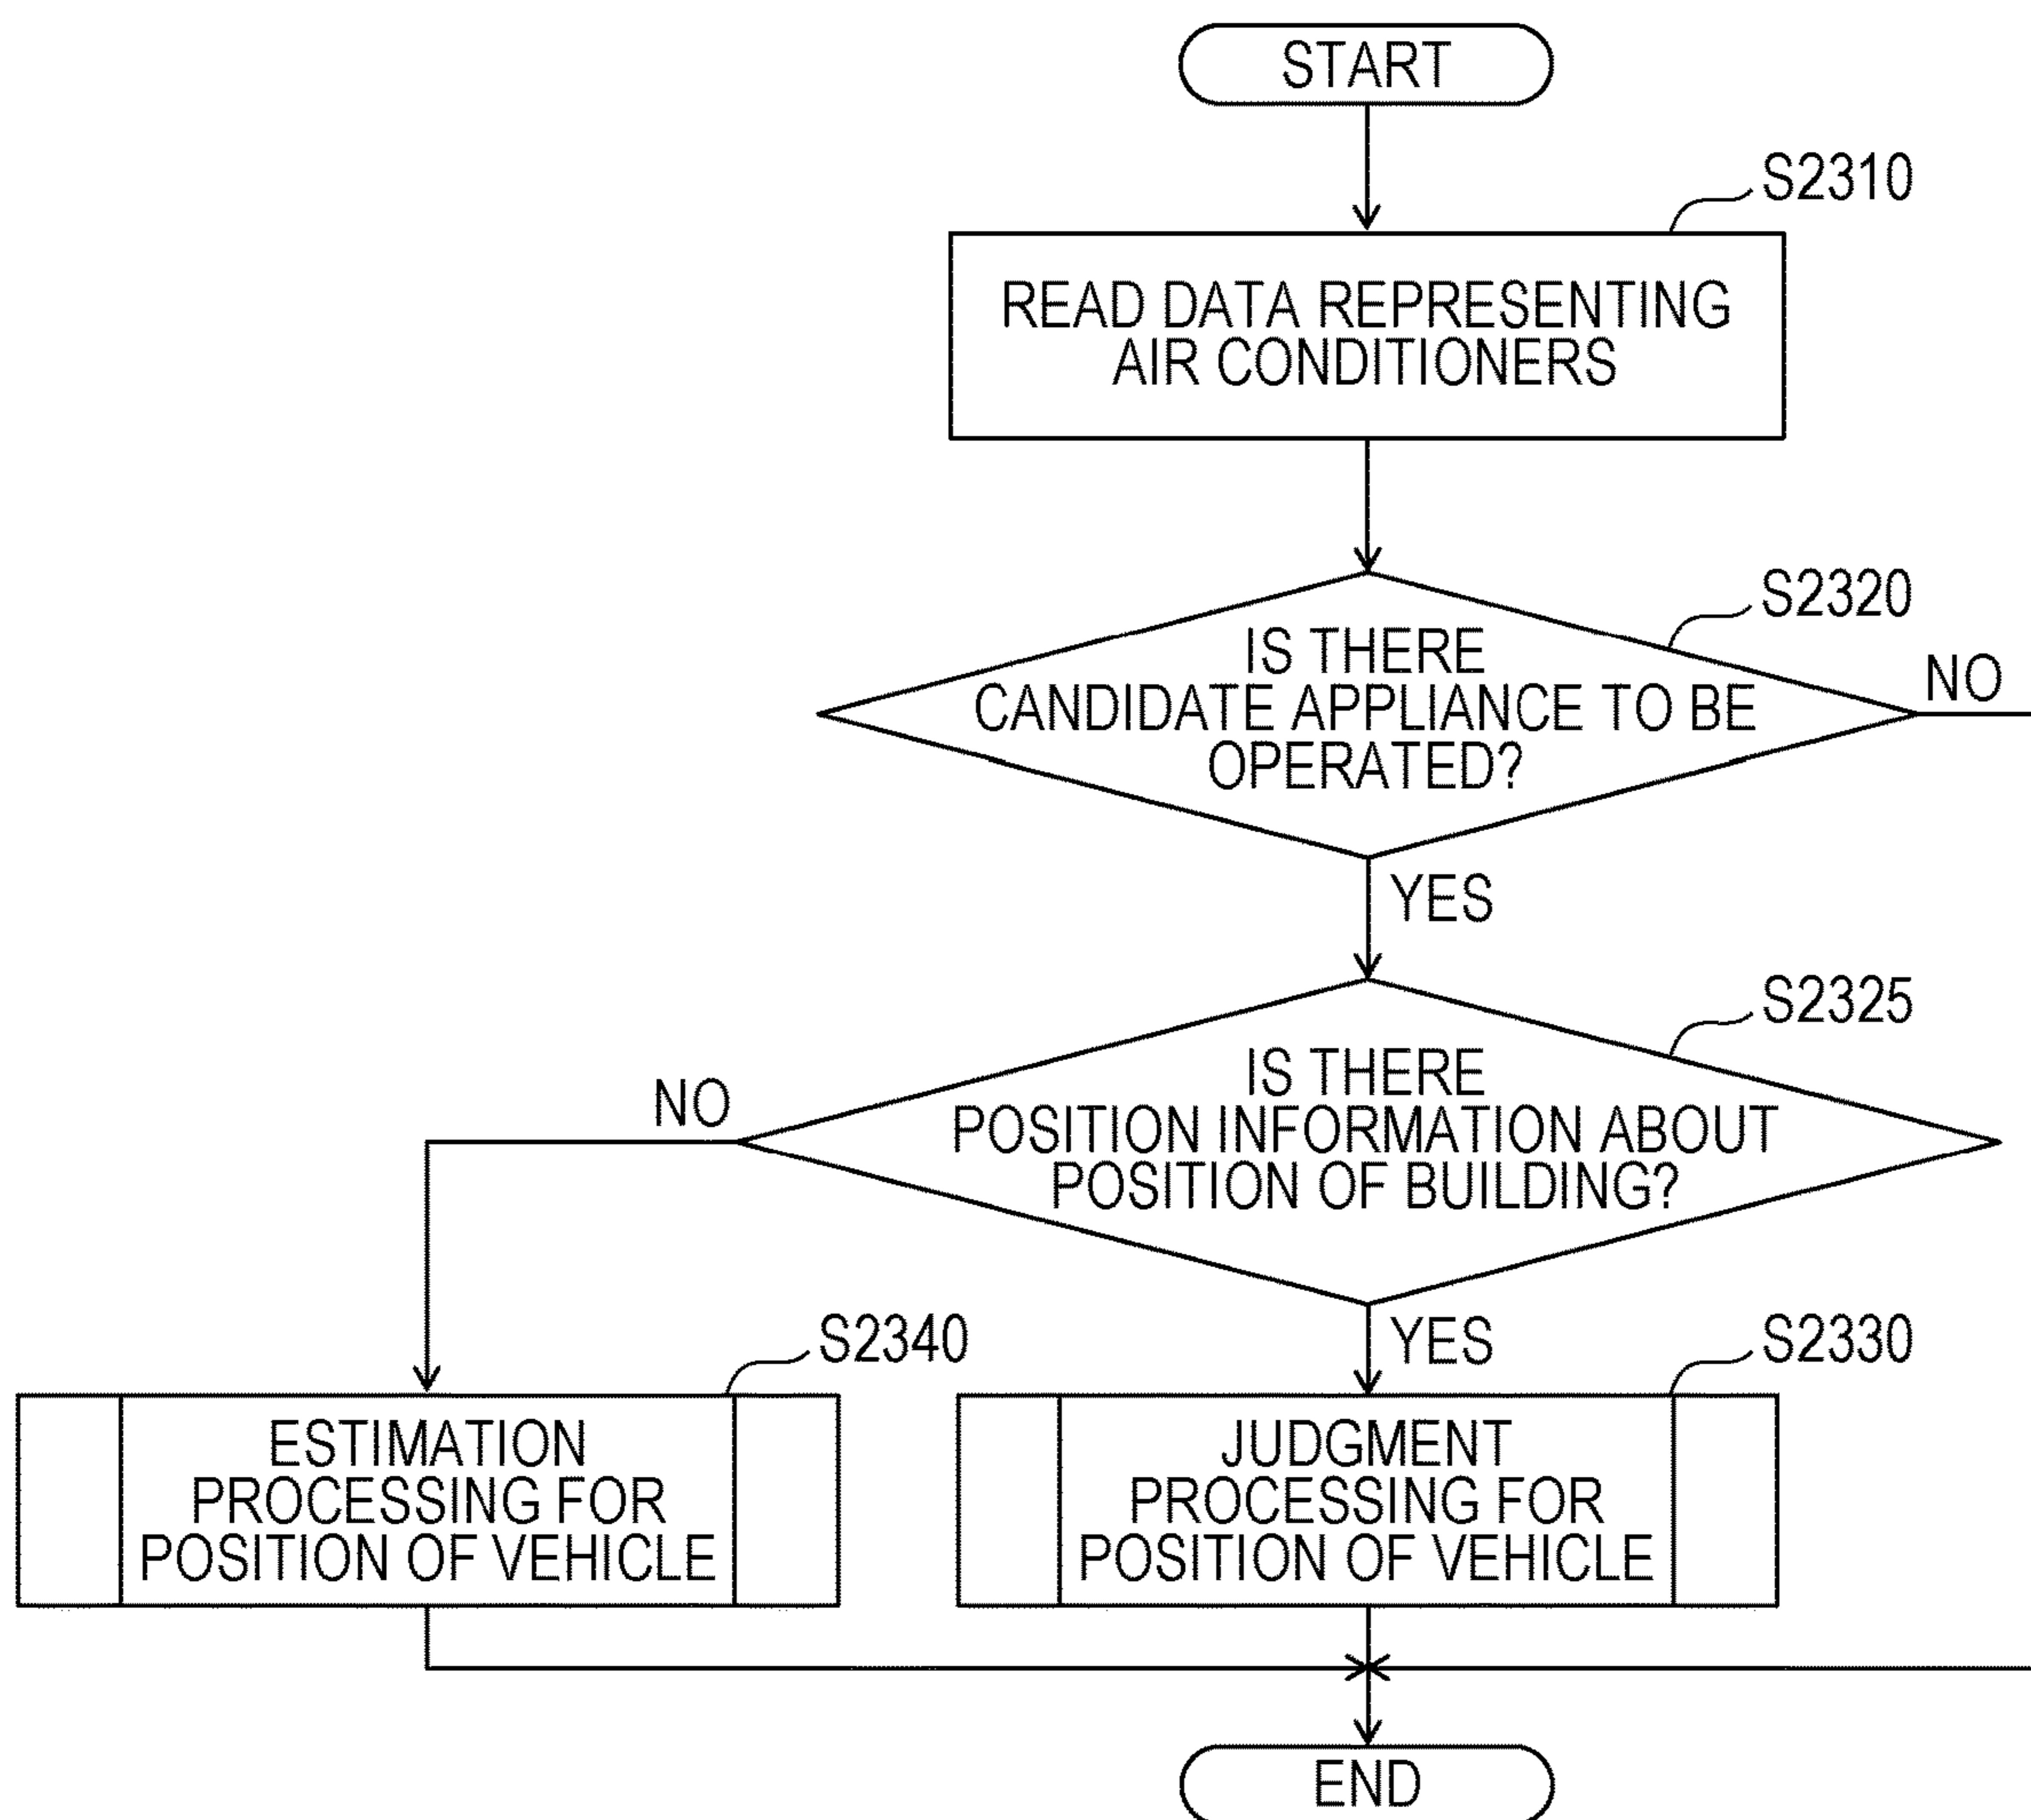 START
S2310
READ DATA REPRESENTING
AIR CONDITIONERS
S2320
IS THERE
CANDIDATE APPLIANCE TO BE
OPERATED?
NO
YES
S2325
IS THERE
POSITION INFORMATION ABOUT
POSITION OF BUILDING?
NO
YES
S2340
ESTIMATION
PROCESSING FOR
POSITION OF VEHICLE
S2330
JUDGMENT
PROCESSING FOR
POSITION OF VEHICLE
END